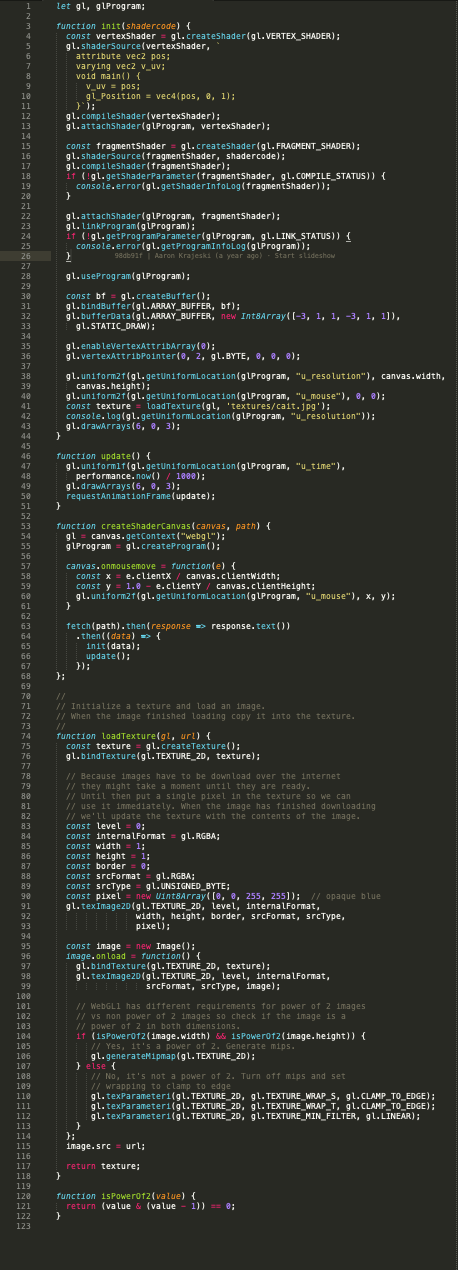 1 let gl, glProgram;
2
3 function init(shadercode) {
4 const vertexShader = gl.createShader(gl.VERTEX_SHADER);
5 gl.shaderSource(vertexShader, `
6 attribute vec2 pos;
7 varying vec2 v_uv;
8 void main() {
9 v_uv = pos;
10 gl_Position = vec4(pos, 0, 1);
11 }`);
12 gl.compileShader(vertexShader);
13 gl.attachShader(glProgram, vertexShader);
14
15 const fragmentShader = gl.createShader(gl.FRAGMENT_SHADER);
16 gl.shaderSource(fragmentShader, shadercode);
17 gl.compileShader(fragmentShader);
18 if (!gl.getShaderParameter(fragmentShader, gl.COMPILE_STATUS)) {
19 console.error(gl.getShaderInfoLog(fragmentShader));
20 }
21
22 gl.attachShader(glProgram, fragmentShader);
23 gl.linkProgram(glProgram);
24 if (!gl.getProgramParameter(glProgram, gl.LINK_STATUS)) {
25 console.error(gl.getProgramInfoLog(glProgram));
26 } 98db91f | Aaron Krajeski (a year ago) · Start slideshow
27
28 gl.useProgram(glProgram);
29
30 const bf = gl.createBuffer();
31 gl.bindBuffer(gl.ARRAY_BUFFER, bf);
32 gl.bufferData(gl.ARRAY_BUFFER, new Int8Array([-3, 1, 1, -3, 1, 1]),
33 gl.STATIC_DRAW);
34
35 gl.enableVertexAttribArray(0);
36 gl.vertexAttribPointer(0, 2, gl.BYTE, 0, 0, 0);
37
38 gl.uniform2f(gl.getUniformLocation(glProgram, "u_resolution"), canvas.width,
39 canvas.height);
40 gl.uniform2f(gl.getUniformLocation(glProgram, "u_mouse"), 0, 0);
41 const texture = loadTexture(gl, 'textures/cait.jpg');
42 console.log(gl.getUniformLocation(glProgram, "u_resolution"));
43 gl.drawArrays(6, 0, 3);
44 }
45
46 function update() {
47 gl.uniform1f(gl.getUniformLocation(glProgram, "u_time"),
48 performance.now() / 1000);
49 gl.drawArrays(6, 0, 3);
50 requestAnimationFrame(update);
51 }
52
53 function createShaderCanvas(canvas, path) {
54 gl = canvas.getContext("webgl");
55 glProgram = gl.createProgram();
56
57 canvas.onmousemove = function(e) {
58 const x = e.clientX / canvas.clientWidth;
59 const y = 1.0 - e.clientY / canvas.clientHeight;
60 gl.uniform2f(gl.getUniformLocation(glProgram, "u_mouse"), x, y);
61 }
62
63 fetch(path).then(response => response.text())
64 .then((data) => {
65 init(data);
66 update();
67 });
68 };
69
70 //
71 // Initialize a texture and load an image.
72 // When the image finished loading copy it into the texture.
73 //
74 function loadTexture(gl, url) {
75 const texture = gl.createTexture();
76 gl.bindTexture(gl.TEXTURE_2D, texture);
77
78 // Because images have to be download over the internet
79 // they might take a moment until they are ready.
80 // Until then put a single pixel in the texture so we can
81 // use it immediately. When the image has finished downloading
82 // we'll update the texture with the contents of the image.
83 const level = 0;
84 const internalFormat = gl.RGBA;
85 const width = 1;
86 const height = 1;
87 const border = 0;
88 const srcFormat = gl.RGBA;
89 const srcType = gl.UNSIGNED_BYTE;
90 const pixel = new Uint8Array([0, 0, 255, 255]); // opaque blue
91 gl.texImage2D(gl.TEXTURE_2D, level, internalFormat,
92 width, height, border, srcFormat, srcType,
93 pixel);
94
95 const image = new Image();
96 image.onload = function() {
97 gl.bindTexture(gl.TEXTURE_2D, texture);
98 gl.texImage2D(gl.TEXTURE_2D, level, internalFormat,
99 srcFormat, srcType, image);
100
101 // WebGL1 has different requirements for power of 2 images
102 // vs non power of 2 images so check if the image is a
103 // power of 2 in both dimensions.
104 if (isPowerOf2(image.width) && isPowerOf2(image.height)) {
105 // Yes, it's a power of 2. Generate mips.
106 gl.generateMipmap(gl.TEXTURE_2D);
107 } else {
108 // No, it's not a power of 2. Turn off mips and set
109 // wrapping to clamp to edge
110 gl.texParameteri(gl.TEXTURE_2D, gl.TEXTURE_WRAP_S, gl.CLAMP_TO_EDGE);
111 gl.texParameteri(gl.TEXTURE_2D, gl.TEXTURE_WRAP_T, gl.CLAMP_TO_EDGE);
112 gl.texParameteri(gl.TEXTURE_2D, gl.TEXTURE_MIN_FILTER, gl.LINEAR);
113 }
114 };
115 image.src = url;
116
117 return texture;
118 }
119
120 function isPowerOf2(value) {
121 return (value & (value - 1)) == 0;
122 }
123